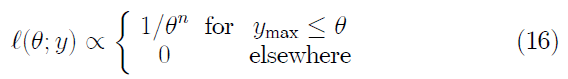 ℓ(θ; y) ∝ { 1/θⁿ for y_max ≤ θ
0 elsewhere (16)